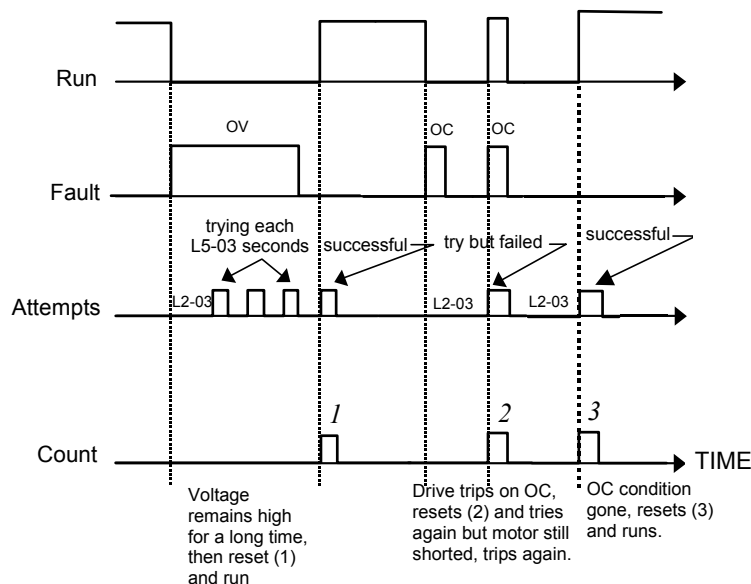 Run
OV
OC
OC
Fault
trying each
L5-03 seconds
successful
try but failed
successful
L2-03
L2-03
L2-03
Attempts
1
2
3
Count
TIME
Voltage
remains high
for a long time,
then reset (1)
and run
Drive trips on OC,
resets (2) and tries
again but motor still
shorted, trips again.
OC condition
gone, resets (3)
and runs.